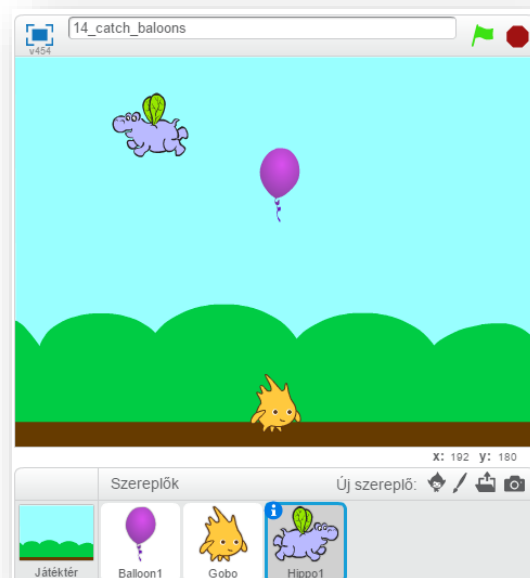 14_catch_baloons
v454
x: 192 y: 180
Szereplők Új szereplő:
Játéktér Balloon1 Gobo Hippo1